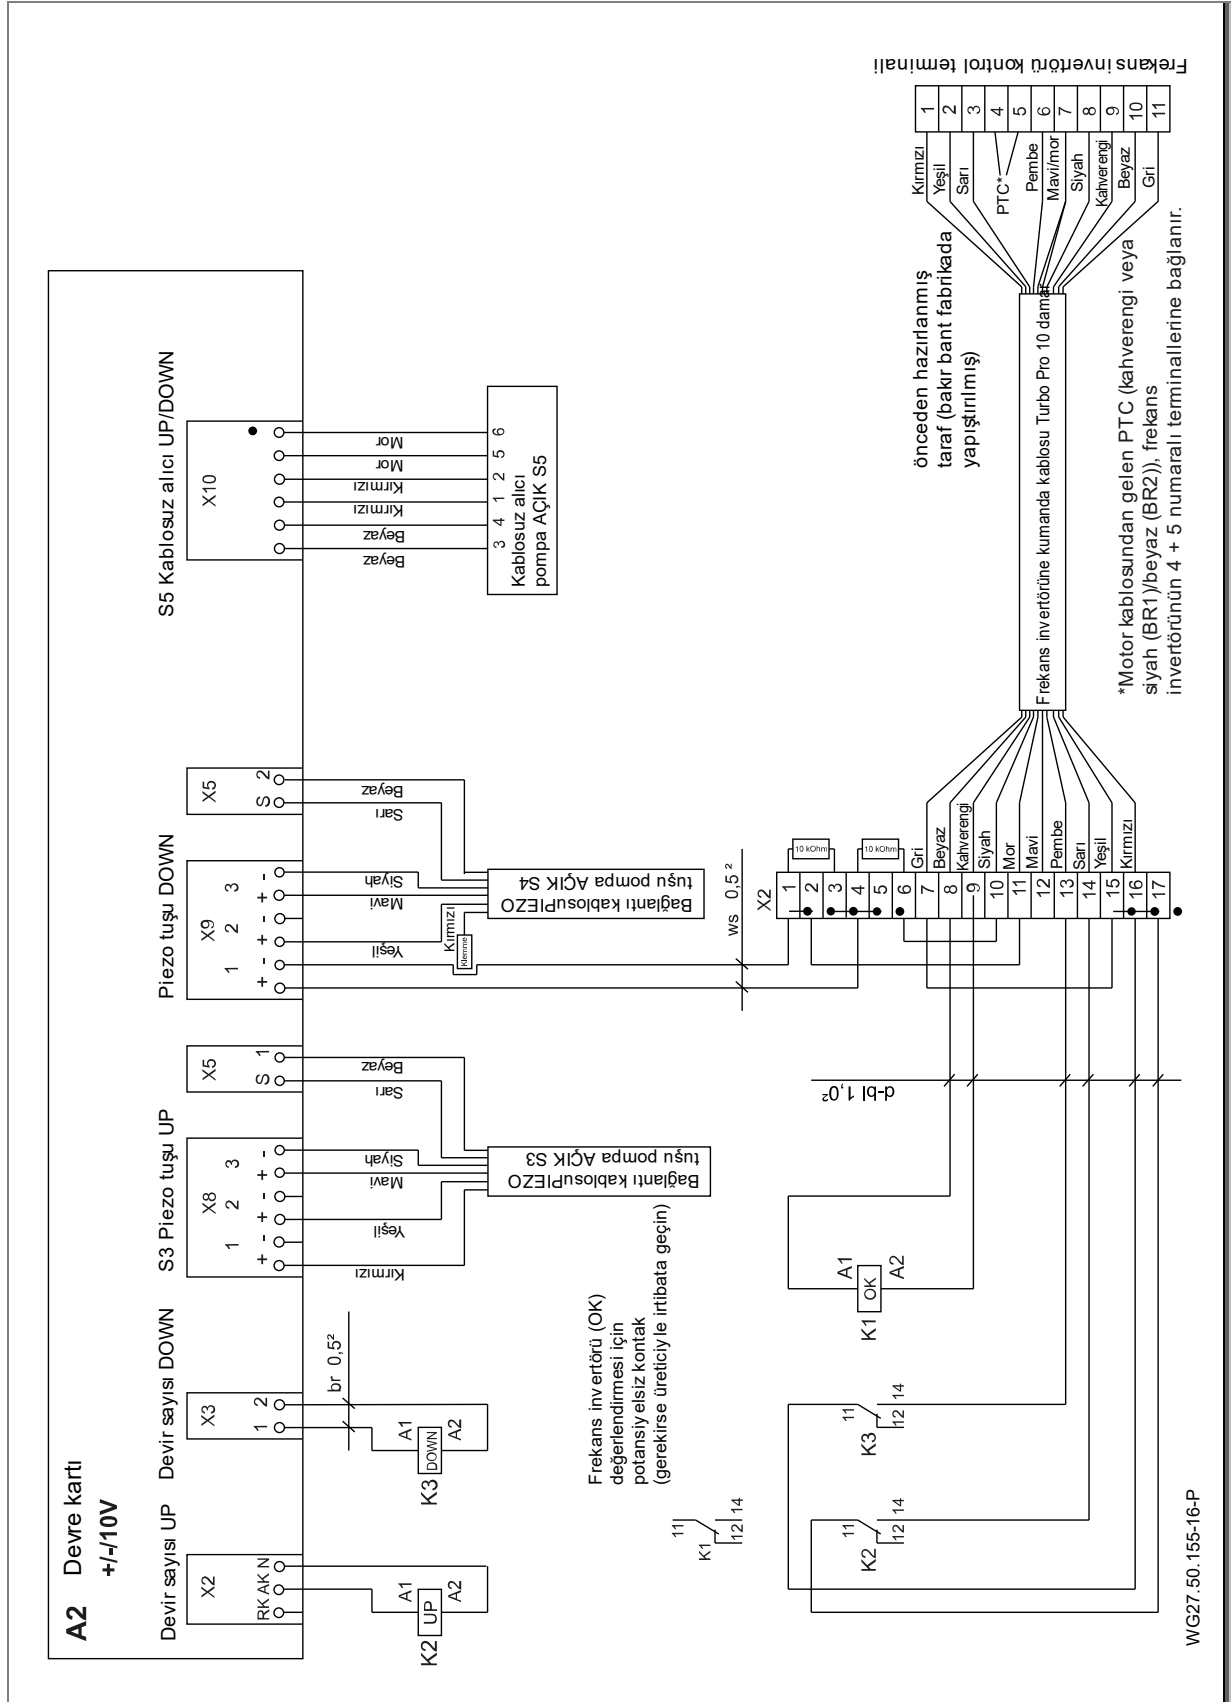 A2 Devre kartı
+/-/10V
Devir sayısı UP
Devir sayısı DOWN
S3 Piezo tuşu UP
Piezo tuşu DOWN
S5 Kablosuz alıcı UP/DOWN
X2
RK AK N
X3
1 2
X8
1 2 3
+ - + - + -
X5
S 1
X9
1 2 3
+ - + - + -
X5
S 2
X10
br 0,5²
Kırmızı
Yeşil
Mavi
Siyah
Sarı
Beyaz
Yeşil
Kırmızı
Klemme
Mavi
Siyah
Sarı
Beyaz
Beyaz
Beyaz
Kırmızı
Kırmızı
Mor
Mor
K2
UP
A1
A2
K3
DOWN
A1
A2
Bağlantı kablosuPIEZO
tuşu pompa AÇIK S3
Bağlantı kablosuPIEZO
tuşu pompa AÇIK S4
3 4 1 2 5 6
Kablosuz alıcı
pompa AÇIK S5
Frekans invertörü (OK)
değerlendirmesi için
potansiyelsiz kontak
(gerekirse üreticiyle irtibata geçin)
K1
11
12
14
ws 0,5²
X2
10 kOhm
10 kOhm
1 2 3 4 5 6 7 8 9 10 11 12 13 14 15 16 17
Gri
Beyaz
Kahverengi
Siyah
Mor
Mavi
Pembe
Sarı
Yeşil
Kırmızı
d-bl 1,0²
K1
OK
A1
A2
K2
11
12
14
K3
11
12
14
önceden hazırlanmış
taraf (bakır bant fabrikada
yapıştırılmış)
Frekans invertörüne kumanda kablosu Turbo Pro 10 damar
Frekans invertörü kontrol terminali
1 2 3 4 5 6 7 8 9 10 11
Kırmızı
Yeşil
Sarı
PTC*
Pembe
Mavi/mor
Siyah
Kahverengi
Beyaz
Gri
*Motor kablosundan gelen PTC (kahverengi veya
siyah (BR1)/beyaz (BR2)), frekans
invertörünün 4 + 5 numaralı terminallerine bağlanır.
WG27.50.155-16-P